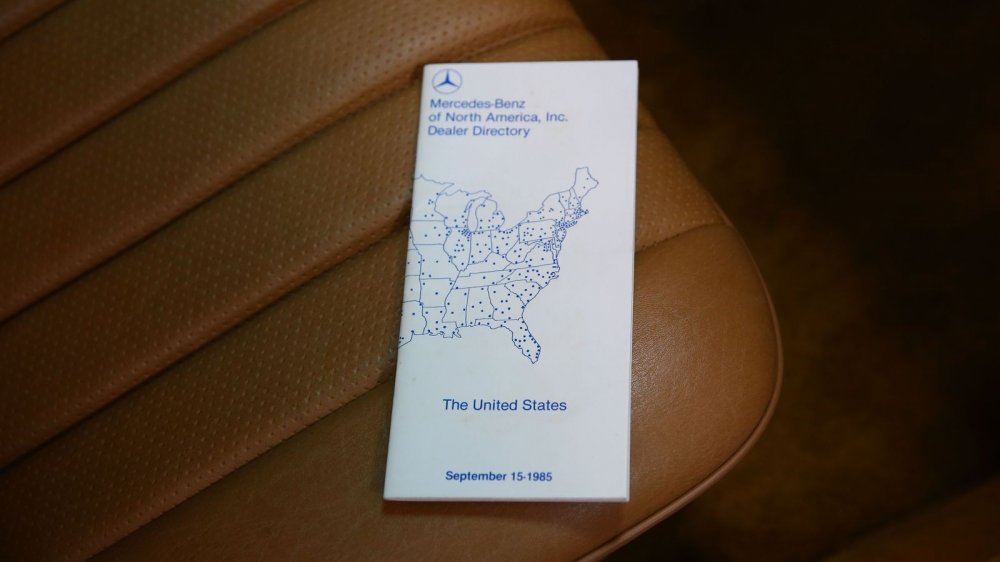 Mercedes-Benz
of North America, Inc.
Dealer Directory
The United States
September 15-1985